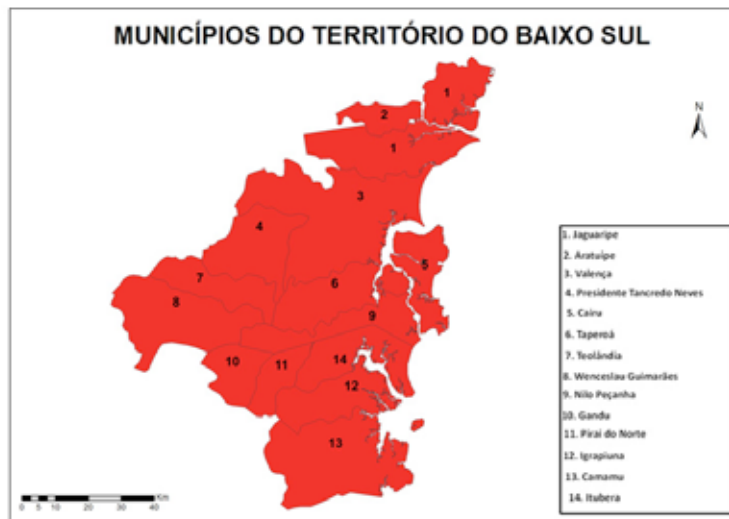 MUNICÍPIOS DO TERRITÓRIO DO BAIXO SUL
1
N
2
1
3
4
5
7
6
8
9
10
11
14
12
13
1. Jaguaripe
2. Aratuípe
3. Valença
4. Presidente Tancredo Neves
5. Cairu
6. Taperoá
7. Teolândia
8. Wenceslau Guimarães
9. Nilo Peçanha
10. Gandu
11. Pirai do Norte
12. Igrapiuna
13. Camamu
14. Itubera
Km
0 5 10 20 30 40